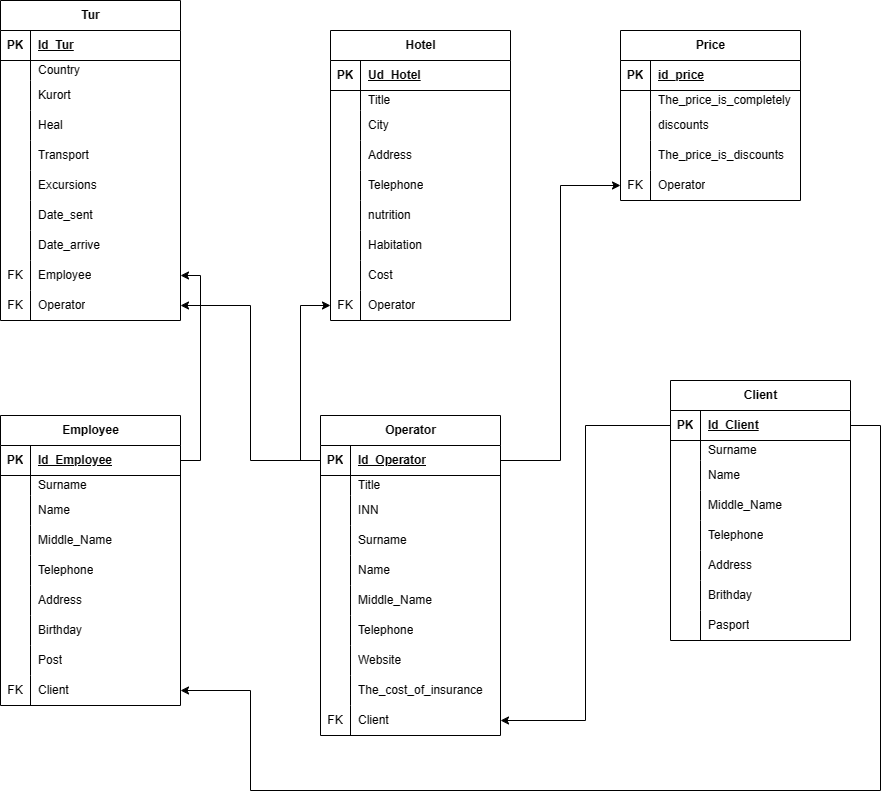 Tur
PK Id_Tur
Country
Kurort
Heal
Transport
Excursions
Date_sent
Date_arrive
FK Employee
FK Operator
Hotel
PK Ud_Hotel
Title
City
Address
Telephone
nutrition
Habitation
Cost
FK Operator
Price
PK id_price
The_price_is_completely
discounts
The_price_is_discounts
FK Operator
Employee
PK Id_Employee
Surname
Name
Middle_Name
Telephone
Address
Birthday
Post
FK Client
Operator
PK Id_Operator
Title
INN
Surname
Name
Middle_Name
Telephone
Website
The_cost_of_insurance
FK Client
Client
PK Id_Client
Surname
Name
Middle_Name
Telephone
Address
Brithday
Pasport